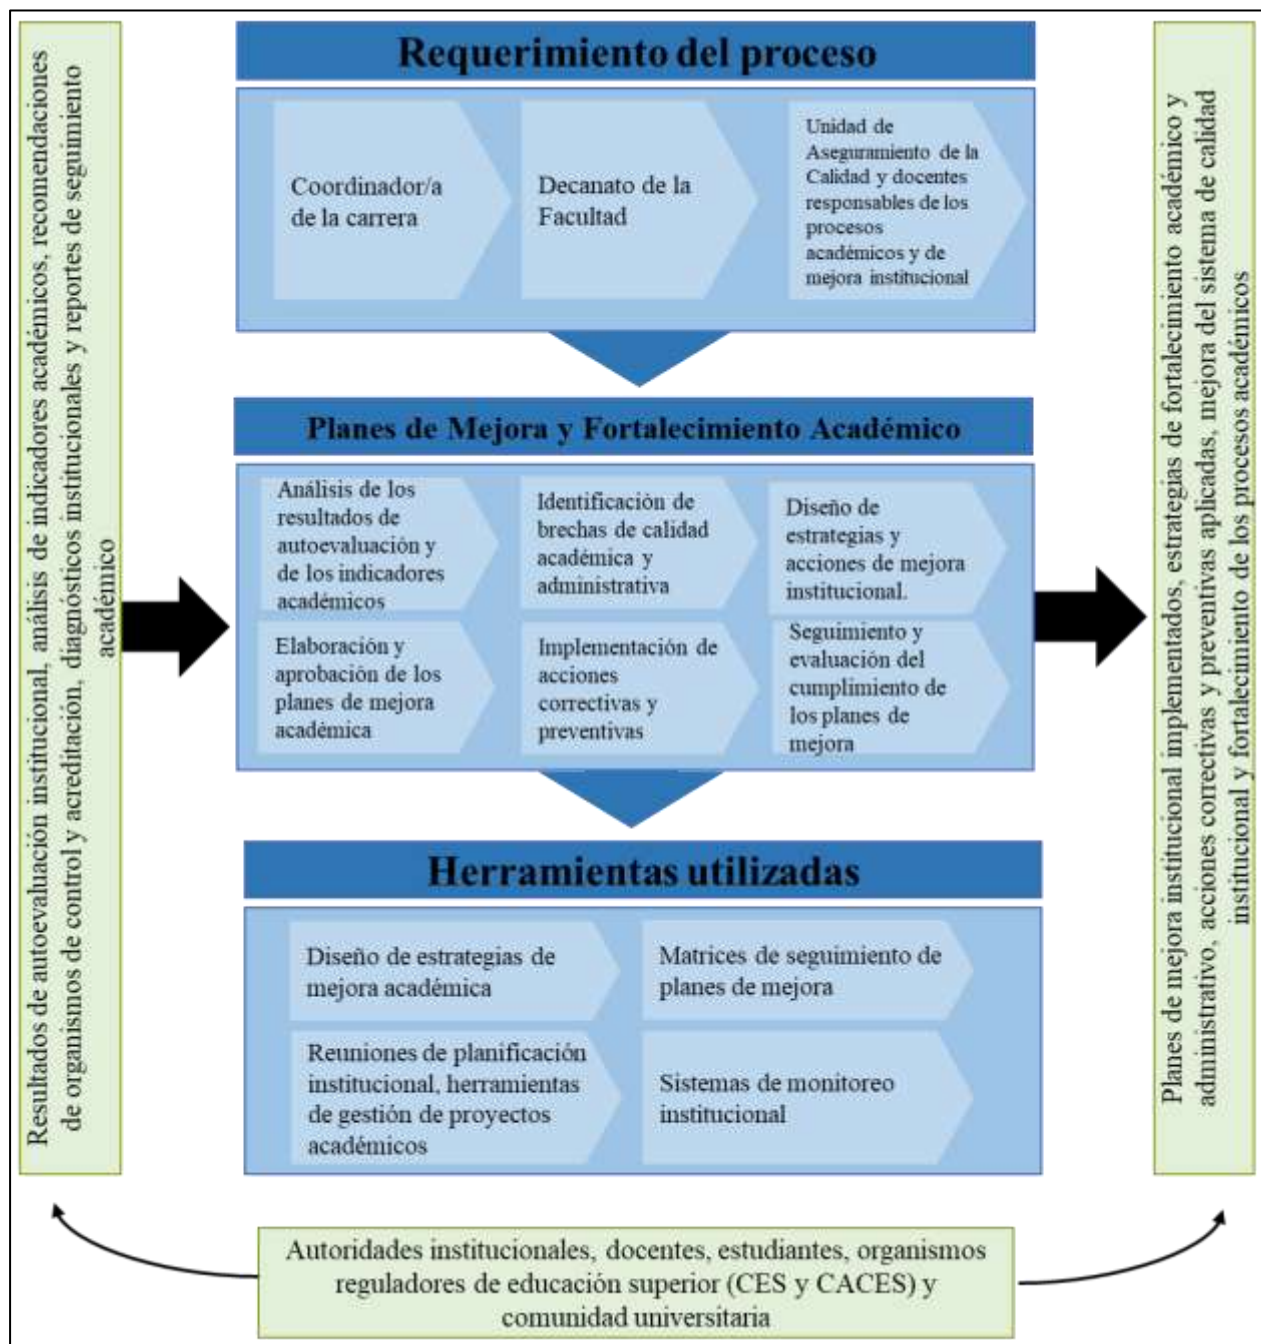 Resultados de autoevaluación institucional, análisis de indicadores académicos, recomendaciones
de organismos de control y acreditación, diagnósticos institucionales y reportes de seguimiento
académico
Requerimiento del proceso
Coordinador/a
de la carrera
Decanato de la
Facultad
Unidad de
Aseguramiento de la
Calidad y docentes
responsables de los
procesos
académicos y de
mejora institucional
Planes de Mejora y Fortalecimiento Académico
Análisis de los
resultados de
autoevaluación y
de los indicadores
académicos
Identificación de
brechas de calidad
académica y
administrativa
Diseño de
estrategias y
acciones de mejora
institucional.
Elaboración y
aprobación de los
planes de mejora
académica
Implementación de
acciones
correctivas y
preventivas
Seguimiento y
evaluación del
cumplimiento de
los planes de
mejora
Herramientas utilizadas
Diseño de estrategias de
mejora académica
Matrices de seguimiento de
planes de mejora
Reuniones de planificación
institucional, herramientas
de gestión de proyectos
académicos
Sistemas de monitoreo
institucional
Planes de mejora institucional implementados, estrategias de fortalecimiento académico y
administrativo, acciones correctivas y preventivas aplicadas, mejora del sistema de calidad
institucional y fortalecimiento de los procesos académicos
Autoridades institucionales, docentes, estudiantes, organismos
reguladores de educación superior (CES y CACES) y
comunidad universitaria